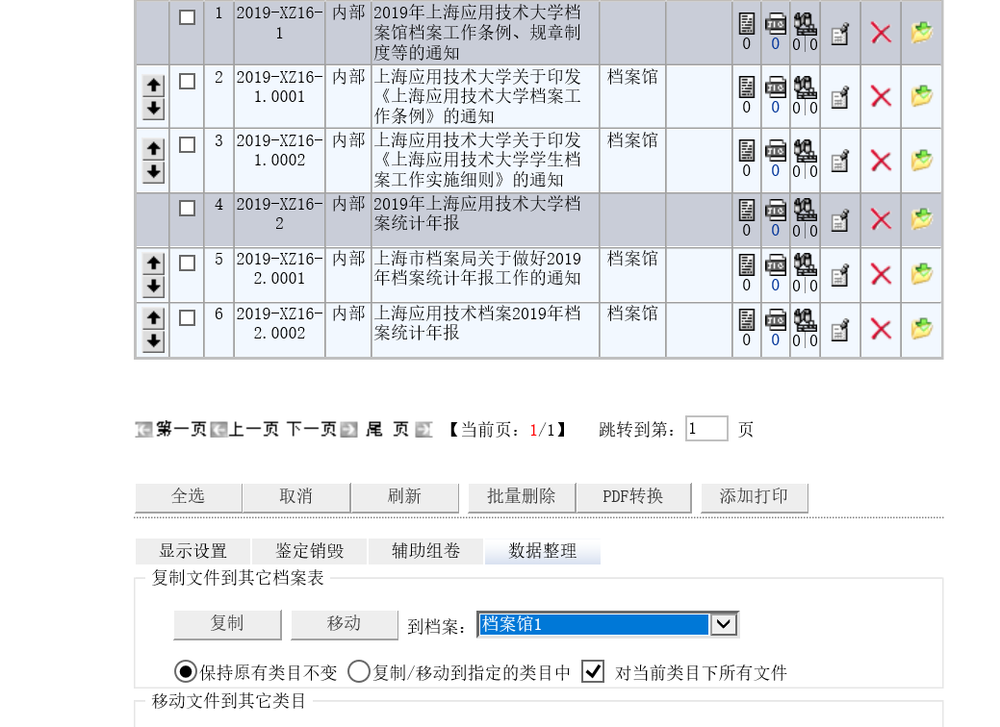 1 2019-XZ16- 内部 2019年上海应用技术大学档
1 案馆档案工作条例、规章制
度等的通知
0 0 0|0
2 2019-XZ16- 内部 上海应用技术大学关于印发 档案馆
1.0001 《上海应用技术大学档案工
作条例》的通知
0 0 0|0
3 2019-XZ16- 内部 上海应用技术大学关于印发 档案馆
1.0002 《上海应用技术大学学生档
案工作实施细则》的通知
0 0 0|0
4 2019-XZ16- 内部 2019年上海应用技术大学档
2 案统计年报
0 0 0|0
5 2019-XZ16- 内部 上海市档案局关于做好2019 档案馆
2.0001 年档案统计年报工作的通知
0 0 0|0
6 2019-XZ16- 内部 上海应用技术档案2019年档 档案馆
2.0002 案统计年报
0 0 0|0
第一页 上一页 下一页 尾 页 【当前页：1/1】 跳转到第：1 页
全选 取消 刷新 批量删除 PDF转换 添加打印
显示设置 鉴定销毁 辅助组卷 数据整理
复制文件到其它档案表
复制 移动 到档案：档案馆1
保持原有类目不变 复制/移动到指定的类目中 对当前类目下所有文件
移动文件到其它类目